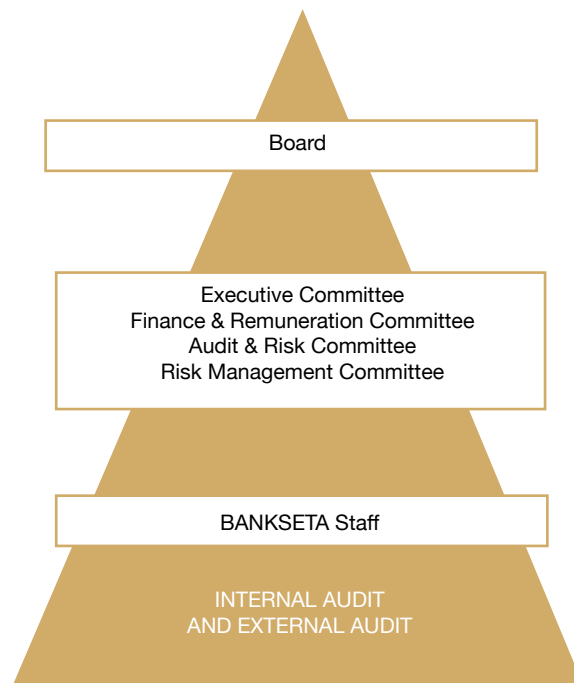 Board
Executive Committee
Finance & Remuneration Committee
Audit & Risk Committee
Risk Management Committee
BANKSETA Staff
INTERNAL AUDIT
AND EXTERNAL AUDIT